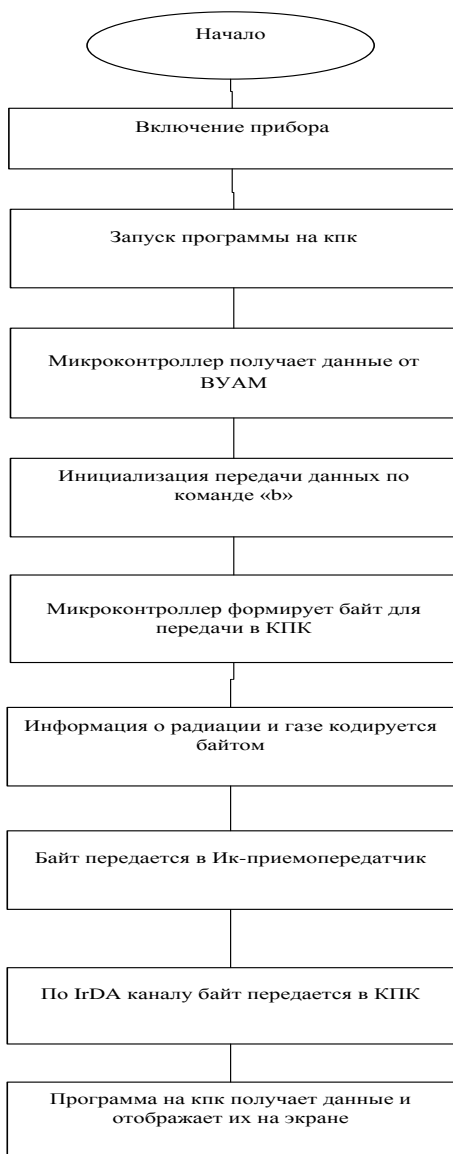 Начало
Включение прибора
Запуск программы на кпк
Микроконтроллер получает данные от
ВУАМ
Инициализация передачи данных по
команде «b»
Микроконтроллер формирует байт для
передачи в КПК
Информация о радиации и газе кодируется
байтом
Байт передается в Ик-приемопередатчик
По IrDA каналу байт передается в КПК
Программа на кпк получает данные и
отображает их на экране